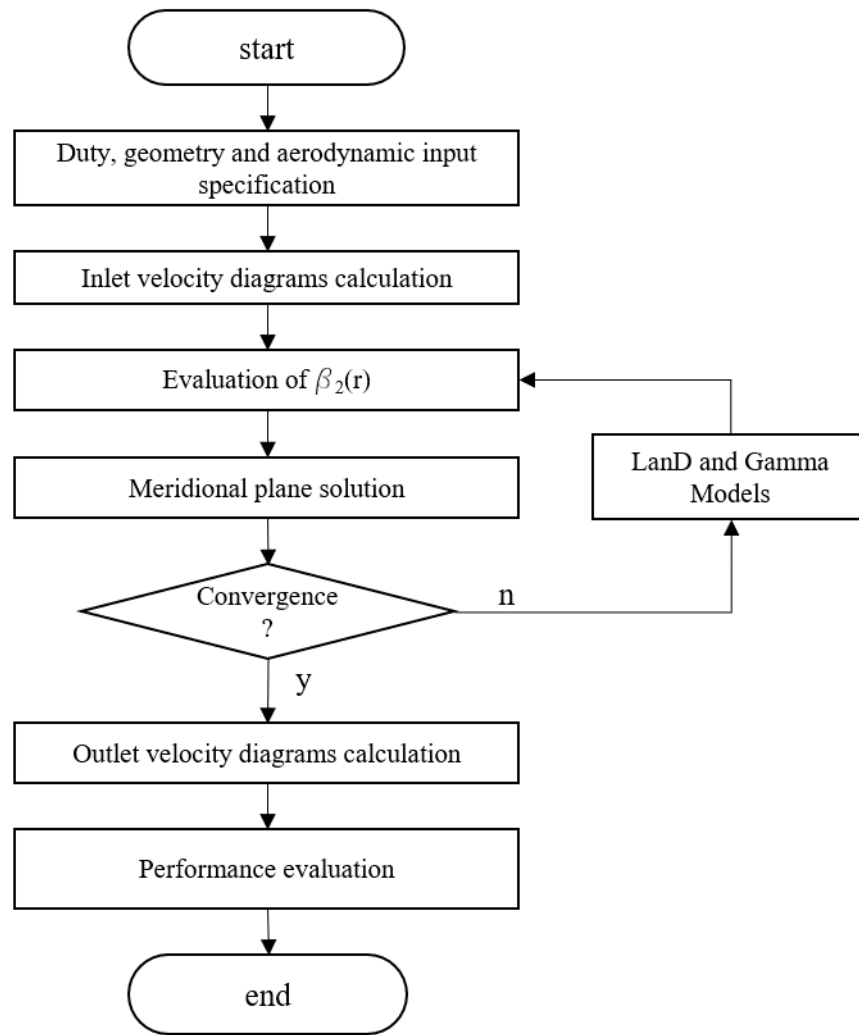 start
Duty, geometry and aerodynamic input
specification
Inlet velocity diagrams calculation
Evaluation of β₂(r)
Meridional plane solution
LanD and Gamma
Models
Convergence
?
n
y
Outlet velocity diagrams calculation
Performance evaluation
end